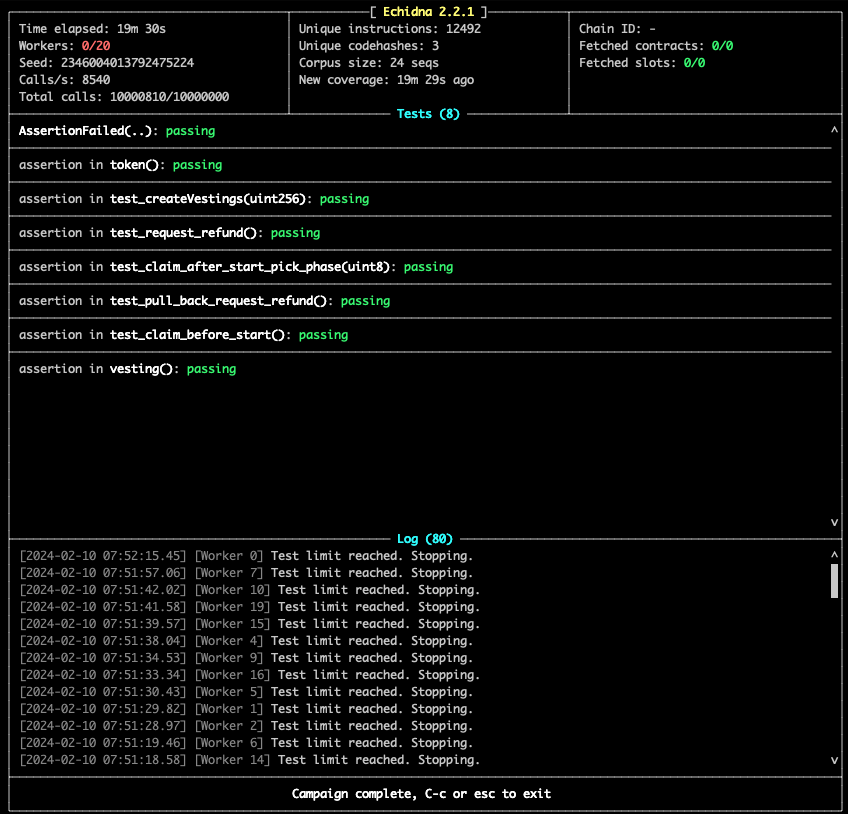 [ Echidna 2.2.1 ]
Time elapsed: 19m 30s
Workers: 0/20
Seed: 2346004013792475224
Calls/s: 8540
Total calls: 10000810/10000000
Unique instructions: 12492
Unique codehashes: 3
Corpus size: 24 seqs
New coverage: 19m 29s ago
Chain ID: -
Fetched contracts: 0/0
Fetched slots: 0/0
Tests (8)
AssertionFailed(..): passing
assertion in token(): passing
assertion in test_createVestings(uint256): passing
assertion in test_request_refund(): passing
assertion in test_claim_after_start_pick_phase(uint8): passing
assertion in test_pull_back_request_refund(): passing
assertion in test_claim_before_start(): passing
assertion in vesting(): passing
Log (80)
[2024-02-10 07:52:15.45] [Worker 0] Test limit reached. Stopping.
[2024-02-10 07:51:57.06] [Worker 7] Test limit reached. Stopping.
[2024-02-10 07:51:42.02] [Worker 10] Test limit reached. Stopping.
[2024-02-10 07:51:41.58] [Worker 19] Test limit reached. Stopping.
[2024-02-10 07:51:39.57] [Worker 15] Test limit reached. Stopping.
[2024-02-10 07:51:38.04] [Worker 4] Test limit reached. Stopping.
[2024-02-10 07:51:34.53] [Worker 9] Test limit reached. Stopping.
[2024-02-10 07:51:33.34] [Worker 16] Test limit reached. Stopping.
[2024-02-10 07:51:30.43] [Worker 5] Test limit reached. Stopping.
[2024-02-10 07:51:29.82] [Worker 1] Test limit reached. Stopping.
[2024-02-10 07:51:28.97] [Worker 2] Test limit reached. Stopping.
[2024-02-10 07:51:19.46] [Worker 6] Test limit reached. Stopping.
[2024-02-10 07:51:18.58] [Worker 14] Test limit reached. Stopping.
Campaign complete, C-c or esc to exit